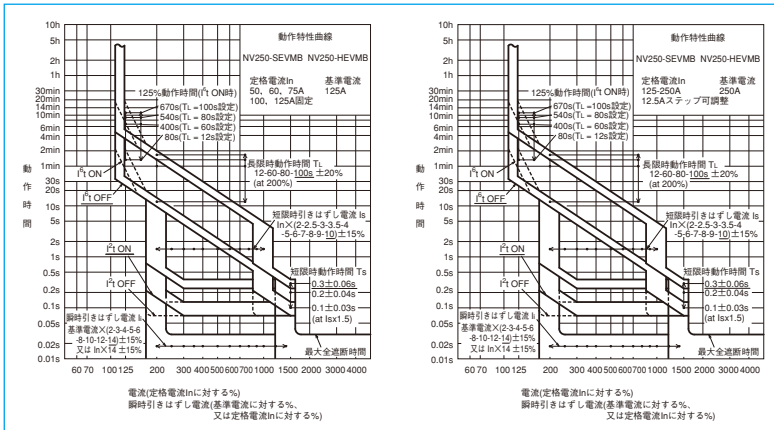 動作特性曲線
NV250-SEVMB NV250-HEVMB
定格電流In 基準電流
50, 60, 75A 125A
100, 125A固定
125%動作時間(I⁶t ON時)
670s(TL =100s設定)
540s(TL = 80s設定)
400s(TL = 60s設定)
80s(TL = 12s設定)
長限時動作時間 TL
12-60-80-100s ±20%
(at 200%)
I⁶t ON
I⁶t OFF
短限時引きはずし電流 Is
In×(2-2.5-3-3.5-4
-5-6-7-8-9-10)±15%
I²t ON
I²t OFF
短限時動作時間 Ts
0.3±0.06s
0.2±0.04s
0.1±0.03s
(at Isx1.5)
瞬時引きはずし電流 Ii
基準電流×(2-3-4-5-6
-8-10-12-14)±15%
又は In×14 ±15%
最大全遮断時間
動作時間
10h
5h
2h
1h
30min
20min
14min
10min
6min
4min
2min
1min
30s
20s
10s
5s
2s
1s
0.5s
0.2s
0.1s
0.05s
0.02s
0.01s
60 70 100 125 200 300 400 500 700 1000 1500 2000 3000 4000
電流(定格電流Inに対する%)
瞬時引きはずし電流(基準電流に対する%、
又は定格電流Inに対する%)
動作特性曲線
NV250-SEVMB NV250-HEVMB
定格電流In 基準電流
125-250A 250A
12.5Aステップ可調整
125%動作時間(I⁶t ON時)
670s(TL =100s設定)
540s(TL = 80s設定)
400s(TL = 60s設定)
80s(TL = 12s設定)
長限時動作時間 TL
12-60-80-100s ±20%
(at 200%)
I⁶t ON
I⁶t OFF
短限時引きはずし電流 Is
In×(2-2.5-3-3.5-4
-5-6-7-8-9-10)±15%
I²t ON
I²t OFF
短限時動作時間 Ts
0.3±0.06s
0.2±0.04s
0.1±0.03s
(at Isx1.5)
瞬時引きはずし電流 Ii
基準電流×(2-3-4-5-6
-8-10-12-14)±15%
又は In×14 ±15%
最大全遮断時間
動作時間
10h
5h
2h
1h
30min
20min
14min
10min
6min
4min
2min
1min
30s
20s
10s
5s
2s
1s
0.5s
0.2s
0.1s
0.05s
0.02s
0.01s
60 70 100 125 200 300 400 500 700 1000 1500 2000 3000 4000
電流(定格電流Inに対する%)
瞬時引きはずし電流(基準電流に対する%、
又は定格電流Inに対する%)